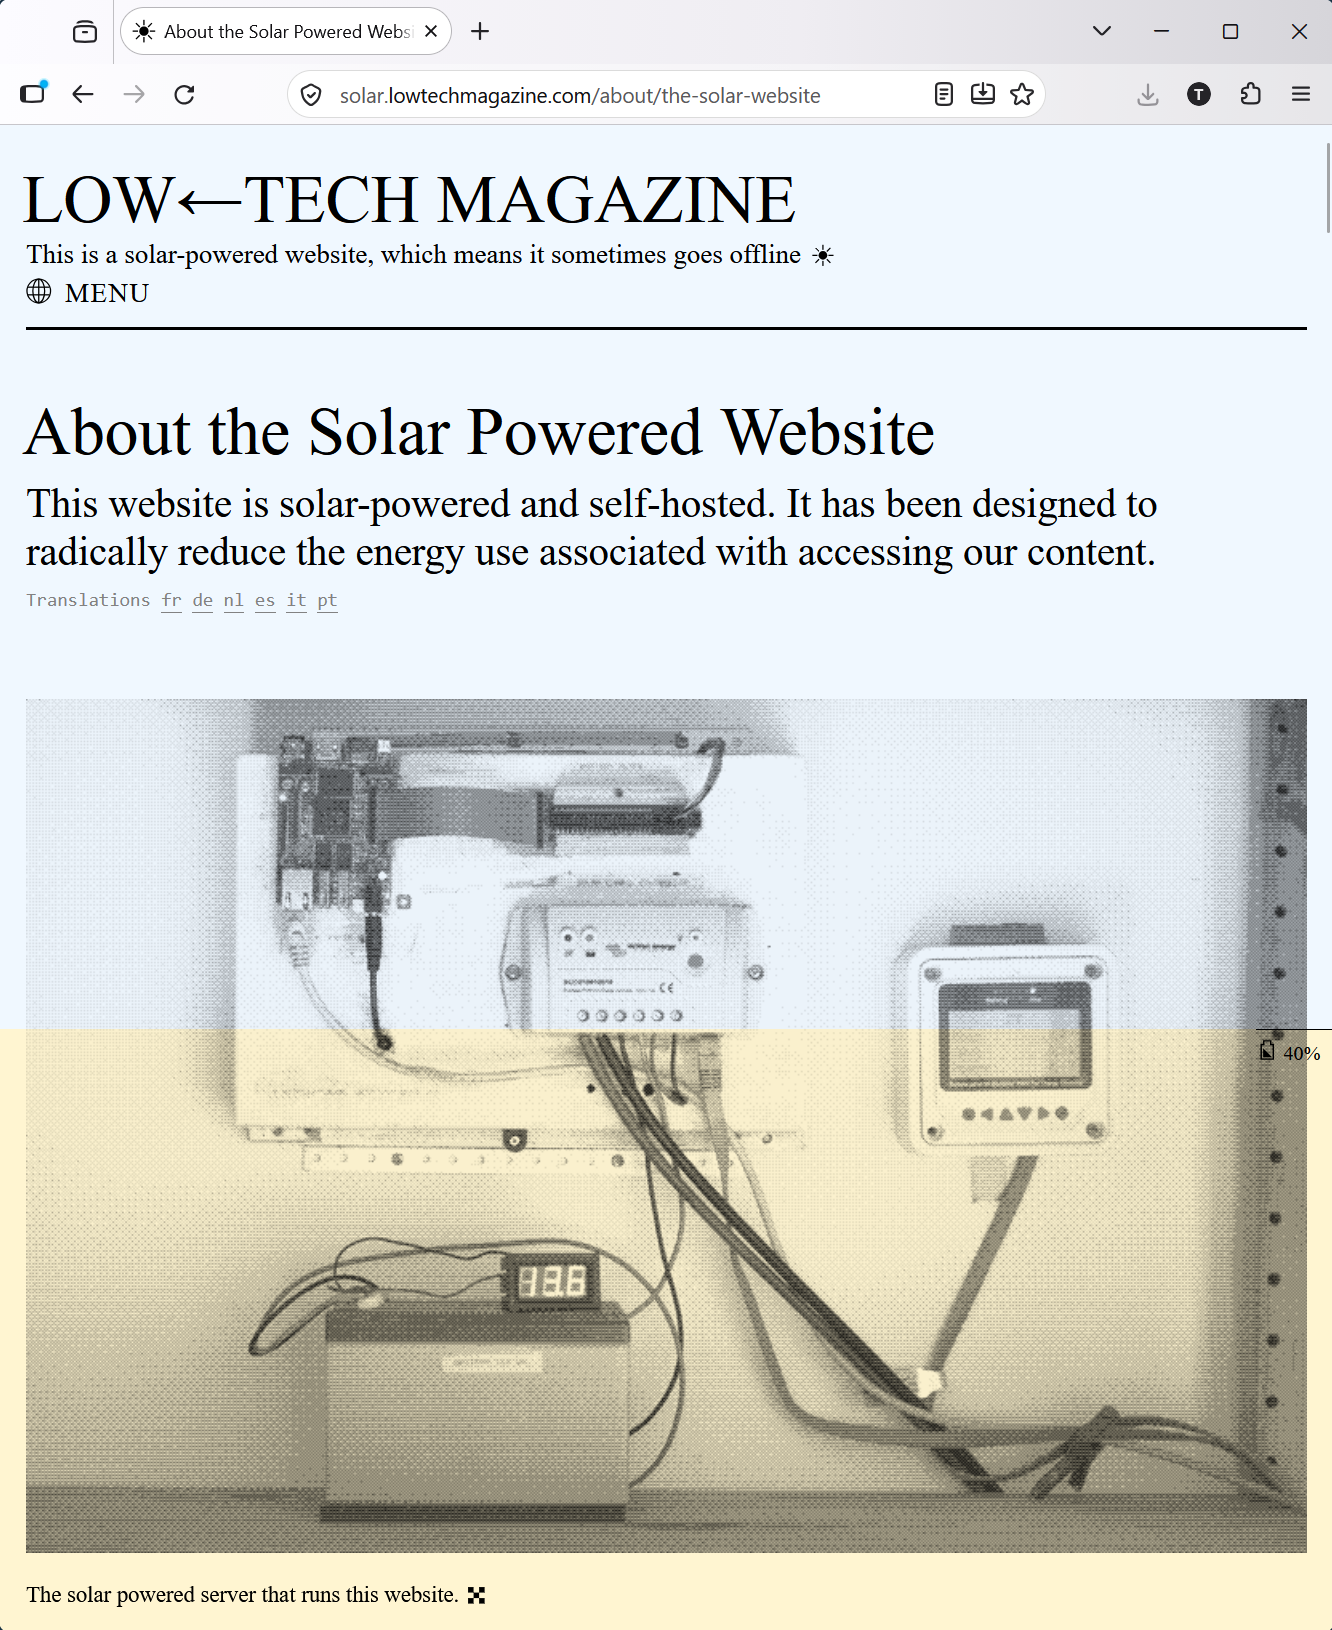 About the Solar Powered Websi
solar.lowtechmagazine.com/about/the-solar-website
T
LOW←TECH MAGAZINE
This is a solar-powered website, which means it sometimes goes offline ☀
MENU
About the Solar Powered Website
This website is solar-powered and self-hosted. It has been designed to
radically reduce the energy use associated with accessing our content.
Translations fr de nl es it pt
CE
40%
13.8
The solar powered server that runs this website.